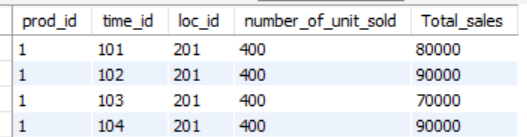 prod_id time_id loc_id number_of_unit_sold Total_sales
1 101 201 400 80000
1 102 201 400 90000
1 103 201 400 70000
1 104 201 400 90000